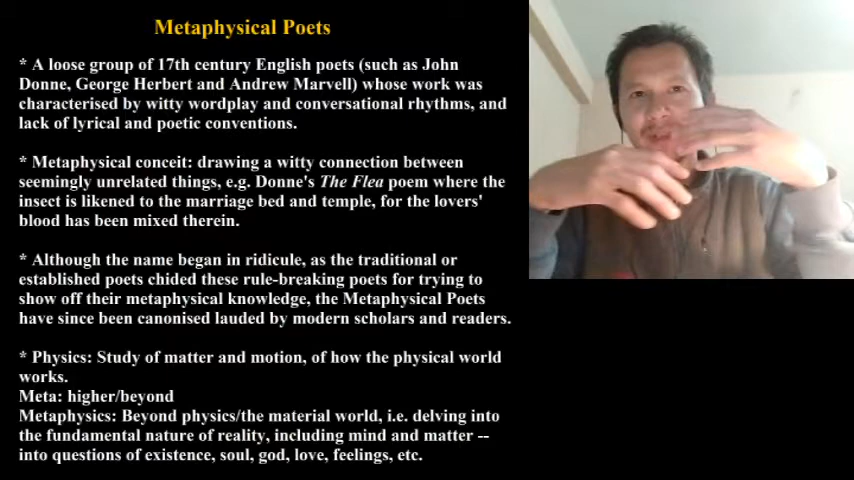 Metaphysical Poets
* A loose group of 17th century English poets (such as John
Donne, George Herbert and Andrew Marvell) whose work was
characterised by witty wordplay and conversational rhythms, and
lack of lyrical and poetic conventions.
* Metaphysical conceit: drawing a witty connection between
seemingly unrelated things, e.g. Donne's The Flea poem where the
insect is likened to the marriage bed and temple, for the lovers'
blood has been mixed therein.
* Although the name began in ridicule, as the traditional or
established poets chided these rule-breaking poets for trying to
show off their metaphysical knowledge, the Metaphysical Poets
have since been canonised lauded by modern scholars and readers.
* Physics: Study of matter and motion, of how the physical world
works.
Meta: higher/beyond
Metaphysics: Beyond physics/the material world, i.e. delving into
the fundamental nature of reality, including mind and matter --
into questions of existence, soul, god, love, feelings, etc.